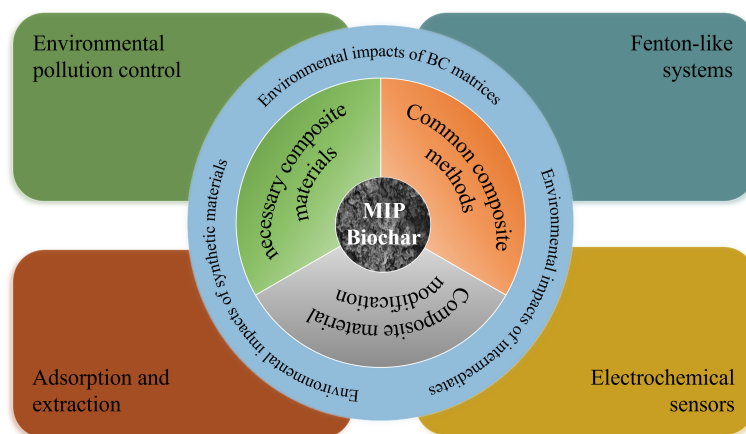 Environmental
pollution control
Fenton-like
systems
Environmental impacts of BC matrices
necessary composite
materials
Common composite
methods
MIP
Biochar
Composite material
modification
Environmental impacts of synthetic materials
Environmental impacts of intermediates
Adsorption and
extraction
Electrochemical
sensors